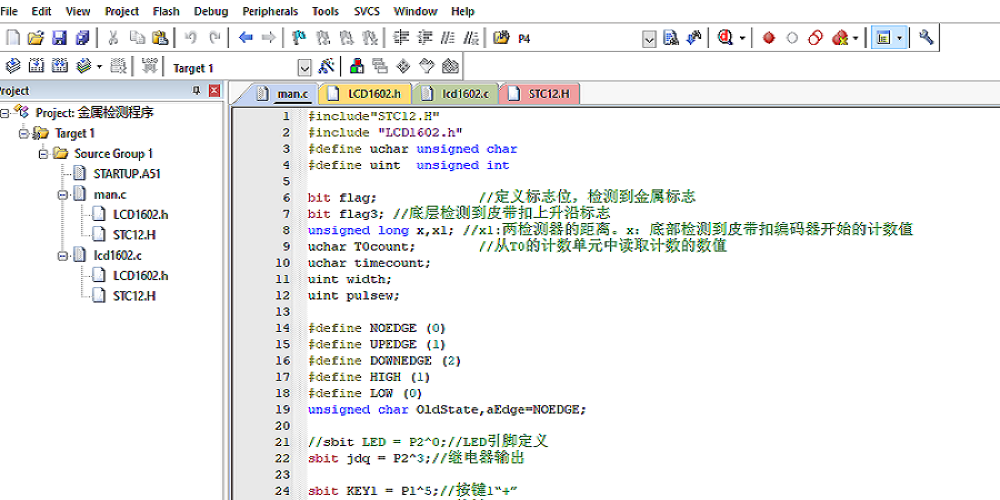 File Edit View Project Flash Debug Peripherals Tools SVCS Window Help
P4
Target 1
Project
Project: 金属检测程序
Target 1
Source Group 1
STARTUP.A51
man.c
LCD1602.h
STC12.H
lcd1602.c
LCD1602.h
STC12.H
man.c LCD1602.h lcd1602.c STC12.H
1 #include"STC12.H"
2 #include "LCD1602.h"
3 #define uchar unsigned char
4 #define uint unsigned int
5
6 bit flag; //定义标志位，检测到金属标志
7 bit flag3; //底层检测到皮带扣上升沿标志
8 unsigned long x,x1; //x1:两检测器的距离。x: 底部检测到皮带扣编码器开始的计数值
9 uchar T0count; //从T0的计数单元中读取计数的数值
10 uchar timecount;
11 uint width;
12 uint pulsew;
13
14 #define NOEDGE (0)
15 #define UPEDGE (1)
16 #define DOWNEDGE (2)
17 #define HIGH (1)
18 #define LOW (0)
19 unsigned char OldState,aEdge=NOEDGE;
20
21 //sbit LED = P2^0;//LED引脚定义
22 sbit jdq = P2^3;//继电器输出
23
24 sbit KEY1 = P1^5;//按键1"+"